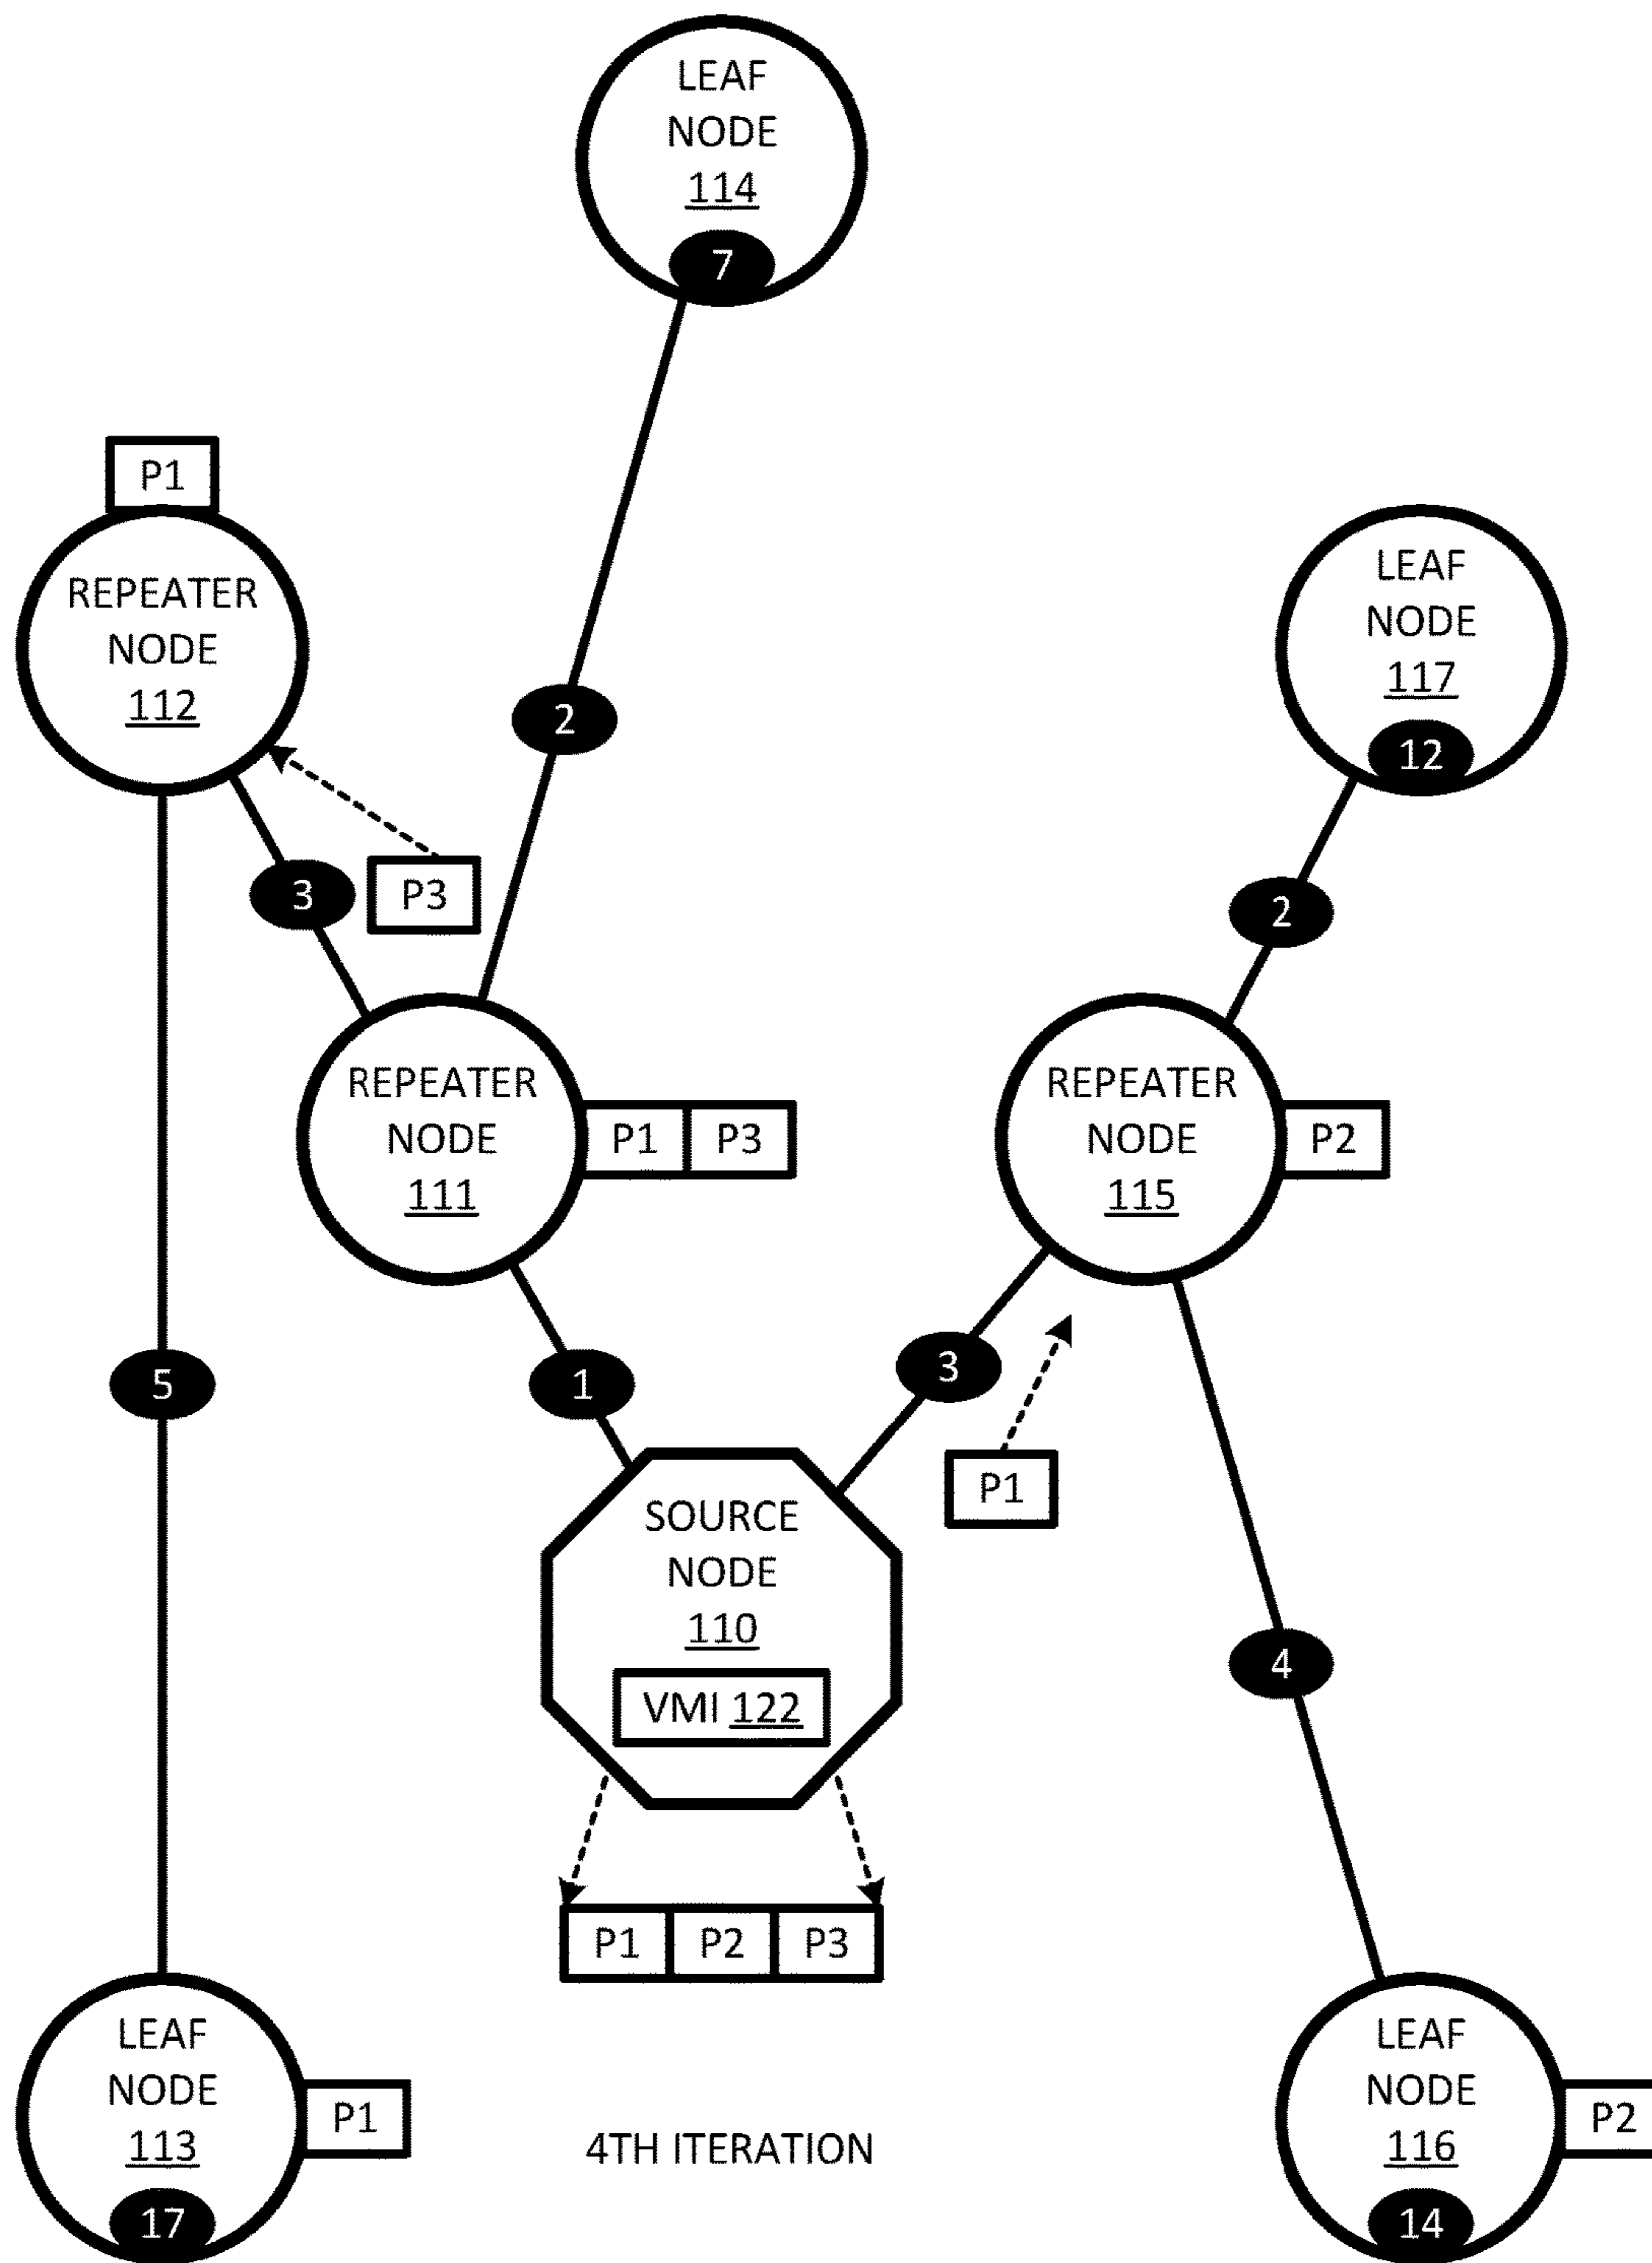 LEAF
NODE
114
7
P1
REPEATER
NODE
112
LEAF
NODE
117
12
2
3
P3
2
REPEATER
NODE
111
P1 P3
REPEATER
NODE
115
P2
5
1
3
P1
SOURCE
NODE
110
VMI 122
4
P1 P2 P3
LEAF
NODE
113
17
P1
4TH ITERATION
LEAF
NODE
116
14
P2